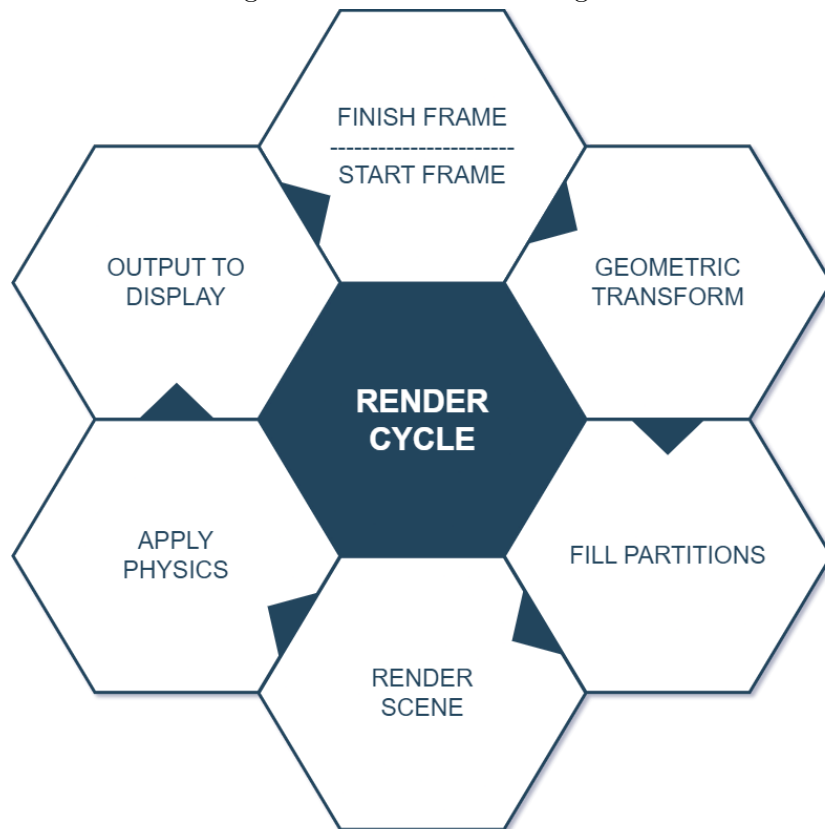 FINISH FRAME
-----------------------
START FRAME
OUTPUT TO
DISPLAY
GEOMETRIC
TRANSFORM
RENDER
CYCLE
APPLY
PHYSICS
FILL PARTITIONS
RENDER
SCENE